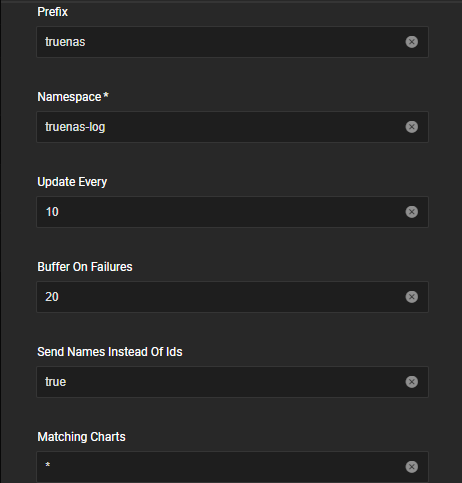 Prefix
truenas
Namespace *
truenas-log
Update Every
10
Buffer On Failures
20
Send Names Instead Of Ids
true
Matching Charts
*